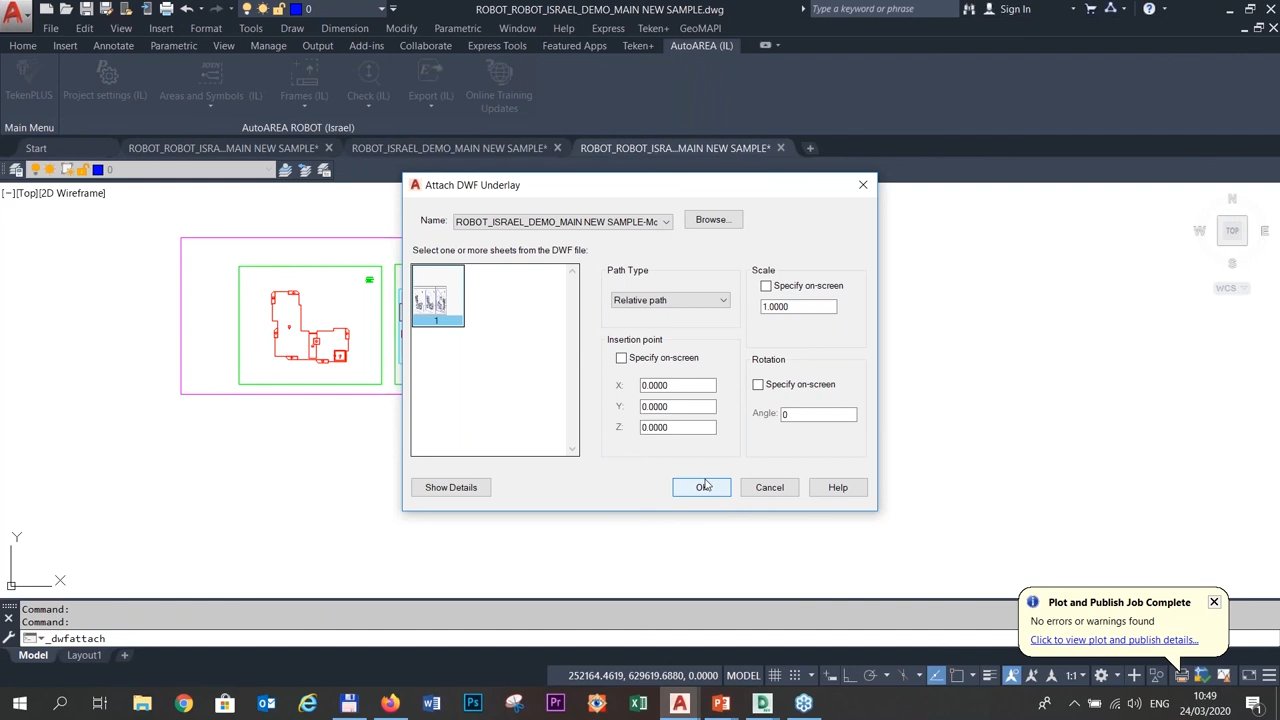 ROBOT_ROBOT_ISRAEL_DEMO_MAIN NEW SAMPLE.dwg
Type a keyword or phrase
Sign In
0
File Edit View Insert Format Tools Draw Dimension Modify Parametric Window Help Express Teken+ GeoMAPI
Home Insert Annotate Parametric View Manage Output Add-ins Collaborate Express Tools Featured Apps Teken+ AutoAREA (IL)
TekenPLUS Project settings (IL) Areas and Symbols (IL) Frames (IL) Check (IL) Export (IL) Online Training
Updates
Main Menu AutoAREA ROBOT (Israel)
Start ROBOT_ROBOT_ISRA...MAIN NEW SAMPLE* ROBOT_ISRAEL_DEMO_MAIN NEW SAMPLE* ROBOT_ROBOT_ISRA...MAIN NEW SAMPLE*
0
[−][Top][2D Wireframe]
Attach DWF Underlay
Name: ROBOT_ISRAEL_DEMO_MAIN NEW SAMPLE-Mo Browse...
Select one or more sheets from the DWF file:
1
Path Type
Relative path
Insertion point
Specify on-screen
X: 0.0000
Y: 0.0000
Z: 0.0000
Scale
Specify on-screen
1.0000
Rotation
Specify on-screen
Angle: 0
Show Details OK Cancel Help
N
W TOP E
S
WCS
Y
X
Command:
Command:
_dwfattach
Model Layout1
Plot and Publish Job Complete
No errors or warnings found
Click to view plot and publish details...
252164.4619, 629619.6880, 0.0000 MODEL 1:1
ENG
10:49
24/03/2020